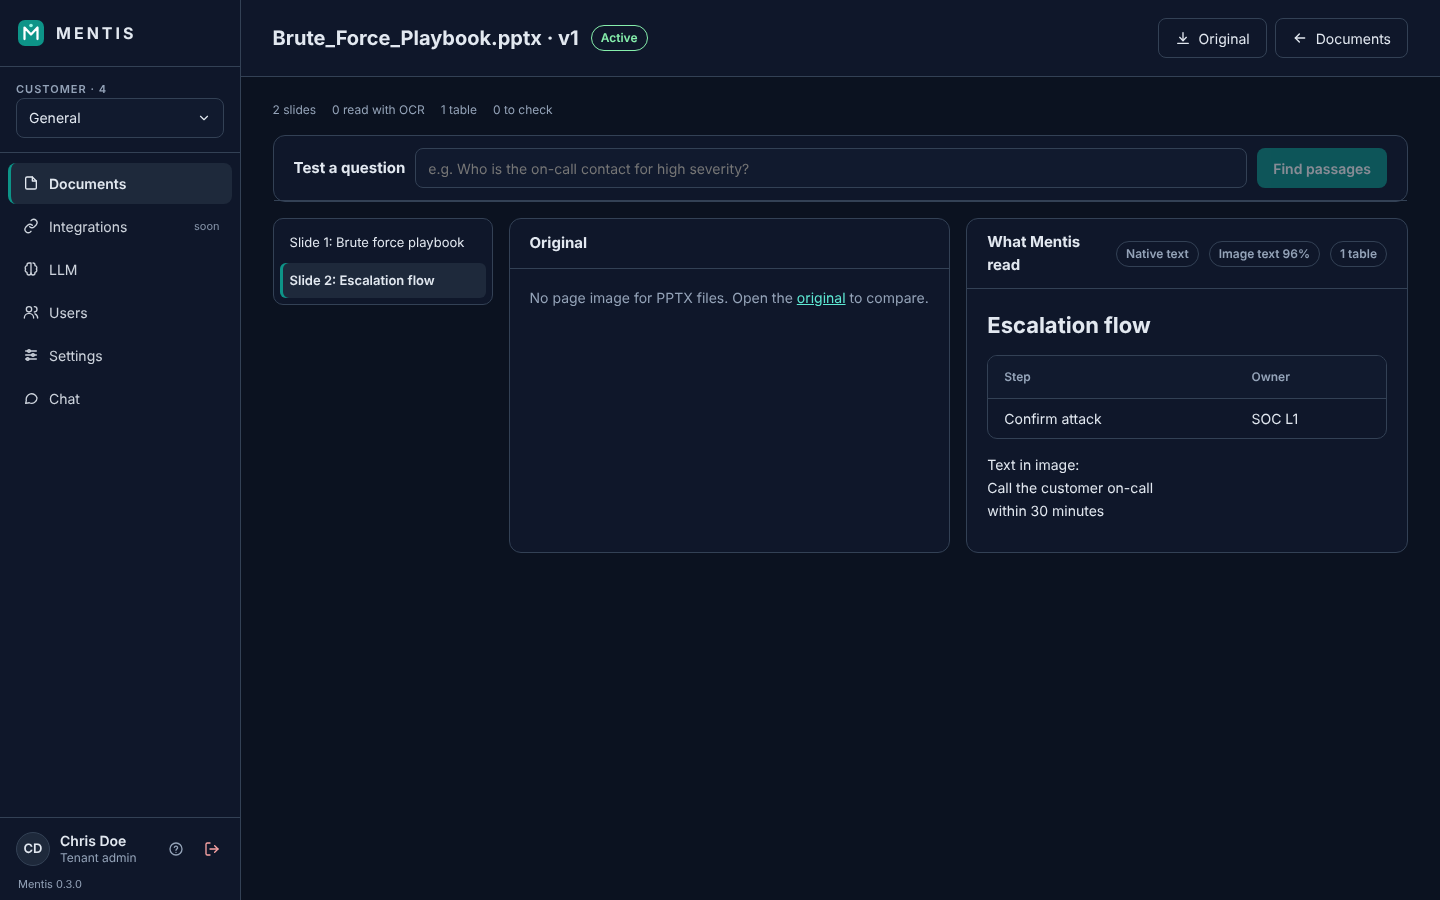 MENTIS
CUSTOMER · 4
General
Documents
Integrations soon
LLM
Users
Settings
Chat
CD
Chris Doe
Tenant admin
Mentis 0.3.0
Brute_Force_Playbook.pptx · v1 Active
Original
Documents
2 slides 0 read with OCR 1 table 0 to check
Test a question e.g. Who is the on-call contact for high severity? Find passages
Slide 1: Brute force playbook
Slide 2: Escalation flow
Original
No page image for PPTX files. Open the original to compare.
What Mentis
read
Native text Image text 96% 1 table
Escalation flow
Step Owner
Confirm attack SOC L1
Text in image:
Call the customer on-call
within 30 minutes